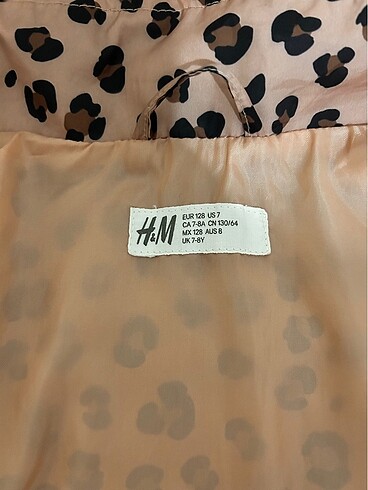 H&M
EUR 128 US 7
CA 7-8A CN 130/64
MX 128 AUS 8
UK 7-8Y